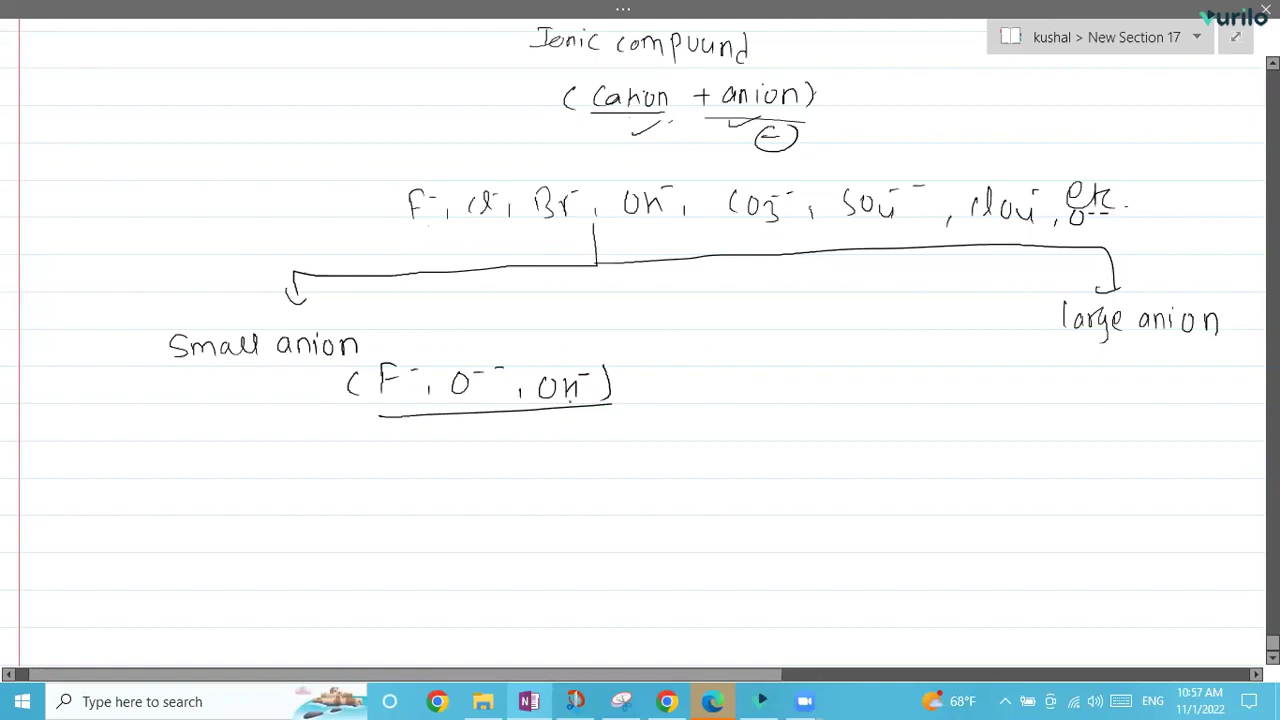 vurilo
kushal > New Section 17
Ionic compound
(cation + anion)
F⁻, Cl⁻, Br⁻, OH⁻, CO3⁻⁻, SO4⁻⁻, ClO4⁻, etc.
O⁻⁻
small anion
large anion
(F⁻, O⁻⁻, OH⁻)
Type here to search
68°F
ENG
10:57 AM
11/1/2022